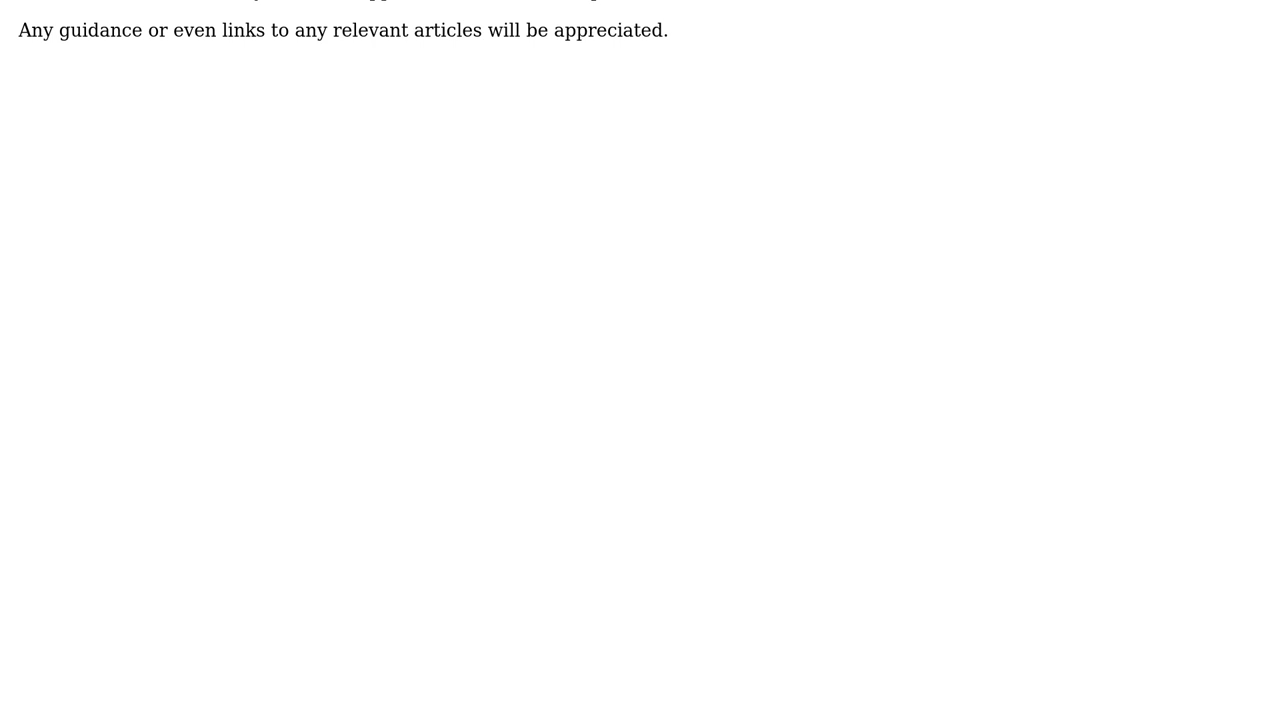 Any guidance or even links to any relevant articles will be appreciated.